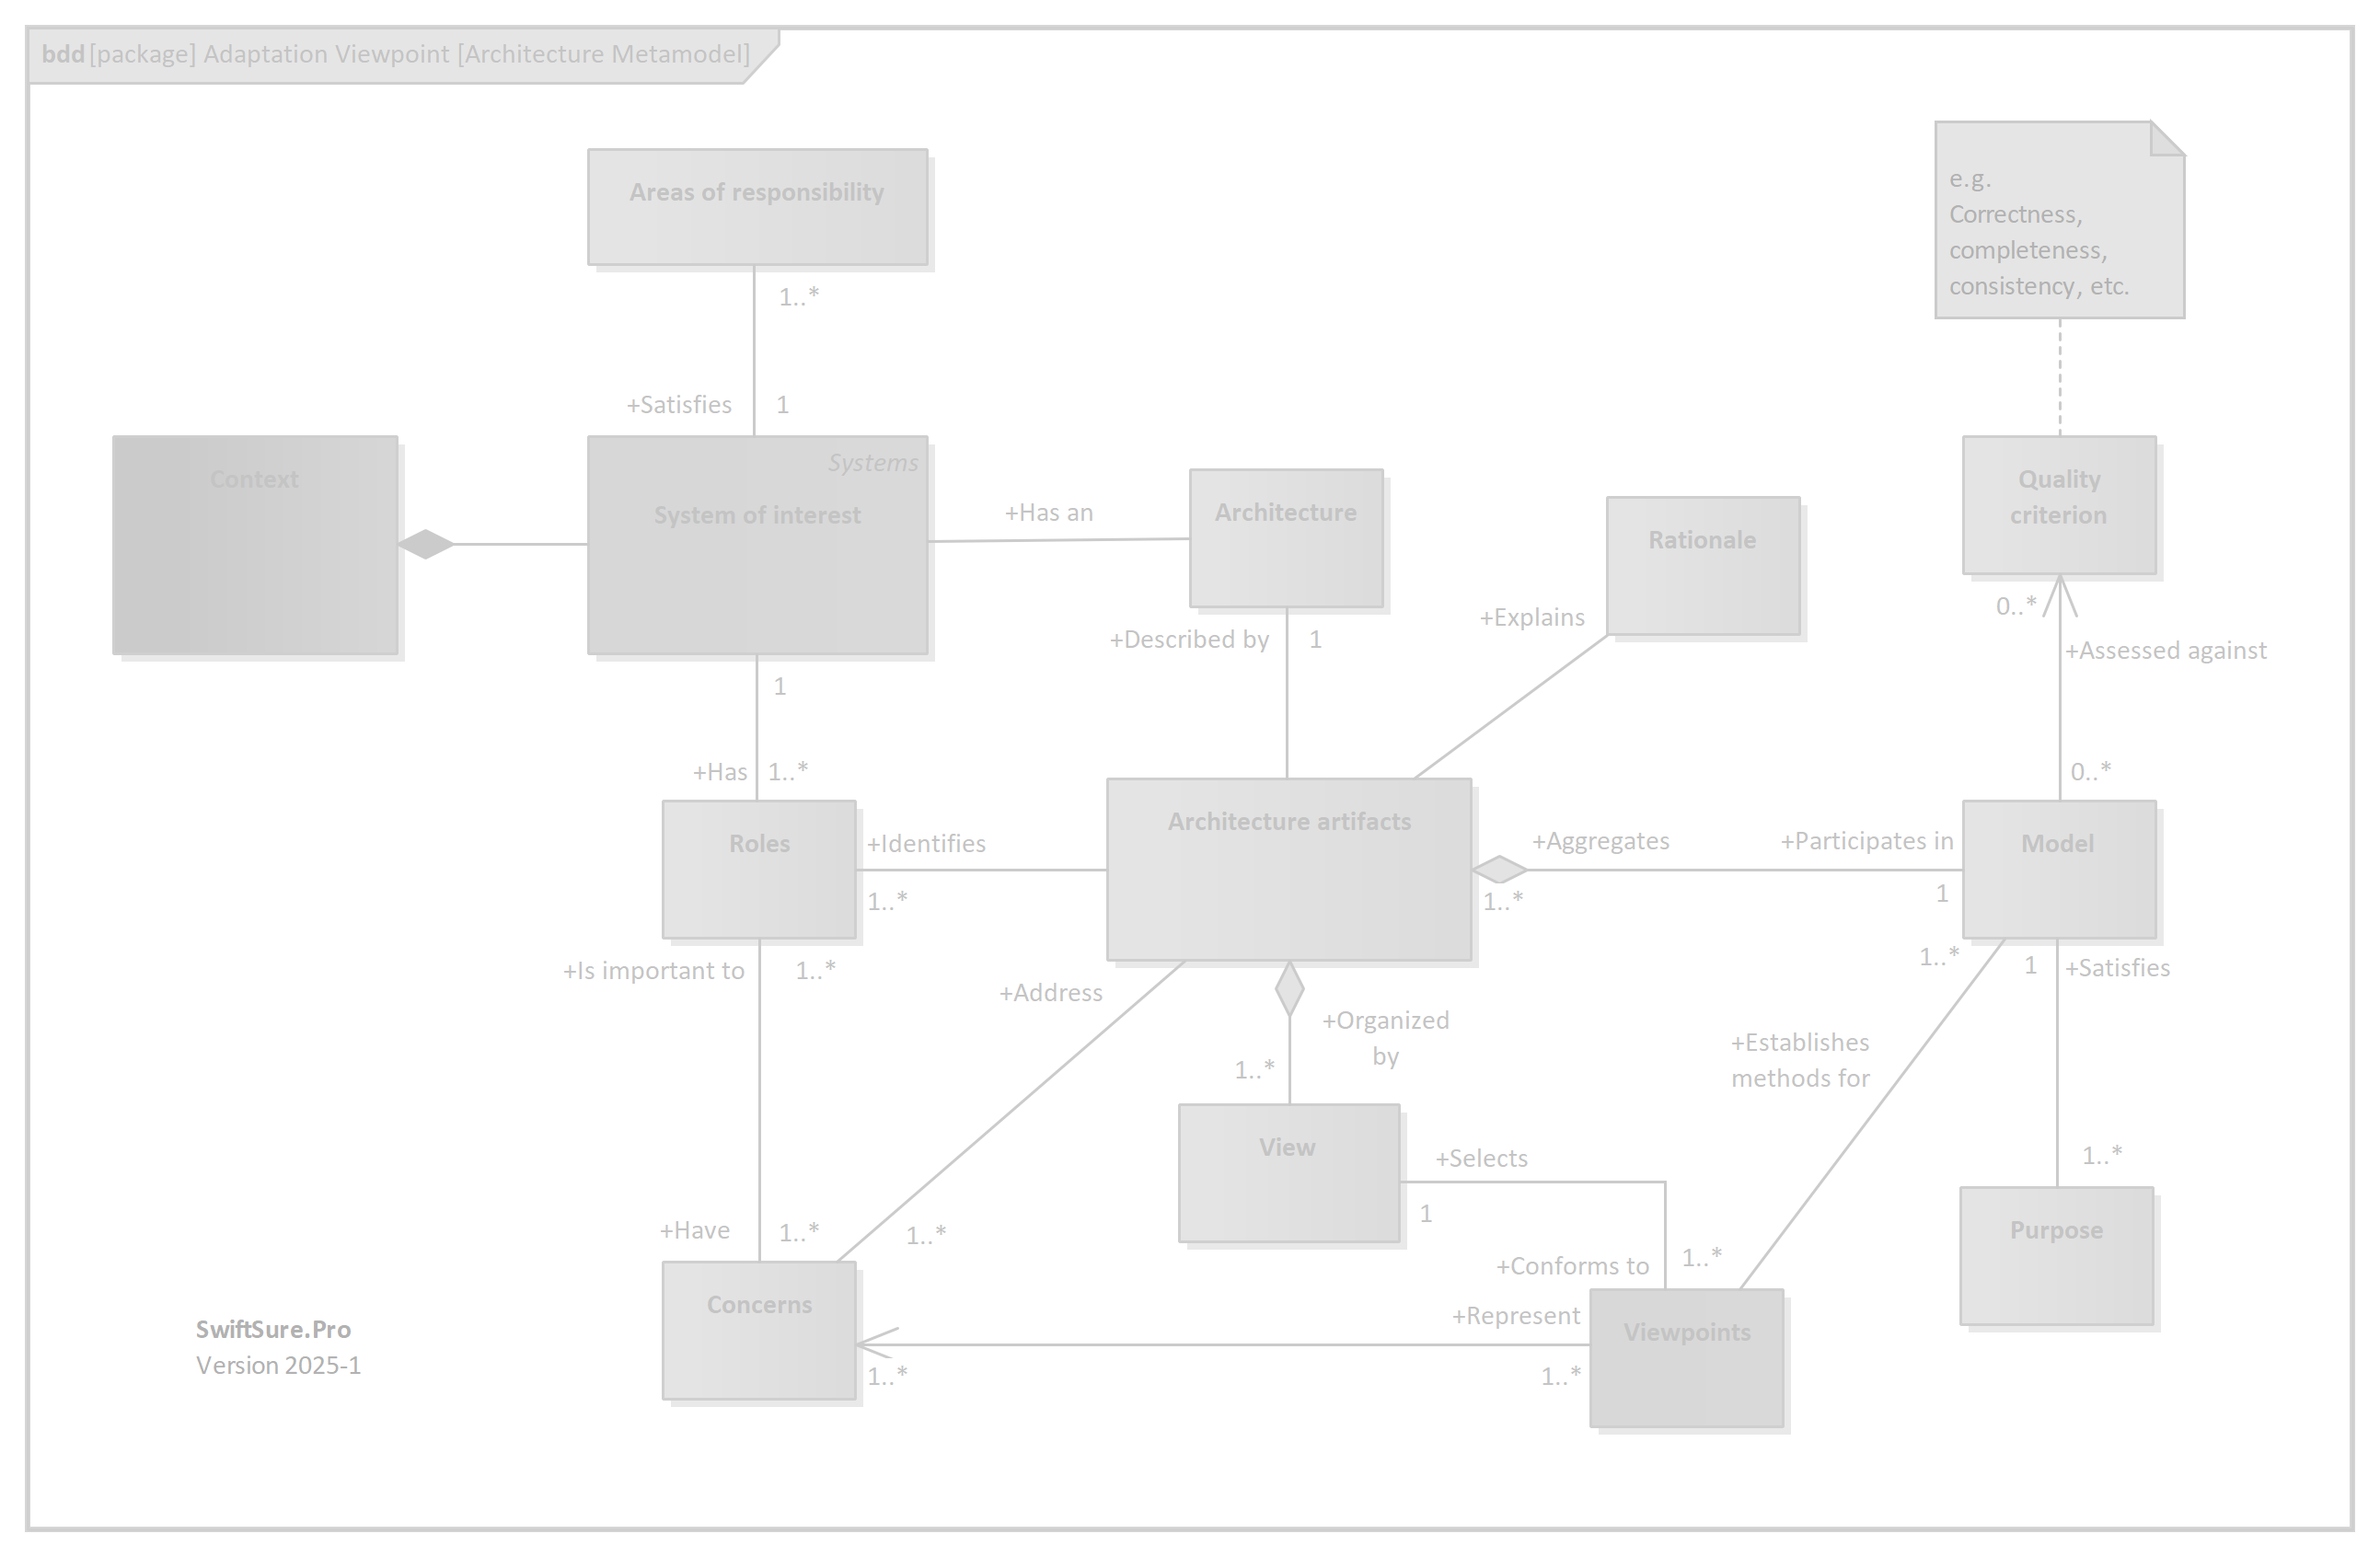 bdd [package] Adaptation Viewpoint [Architecture Metamodel]
Areas of responsibility
1..*
+Satisfies
1
e.g.
Correctness,
completeness,
consistency, etc.
Context
Systems
System of interest
+Has an
Architecture
Rationale
Quality
criterion
+Described by
1
+Explains
0..*
+Assessed against
1
+Has
1..*
0..*
Roles
+Identifies
1..*
Architecture artifacts
+Aggregates
1..*
+Participates in
1
Model
+Is important to
1..*
+Address
+Organized
by
1..*
1..*
1
+Satisfies
+Establishes
methods for
View
+Selects
1
1..*
Purpose
+Have
1..*
1..*
+Conforms to
1..*
Concerns
+Represent
Viewpoints
1..*
1..*
SwiftSure.Pro
Version 2025-1